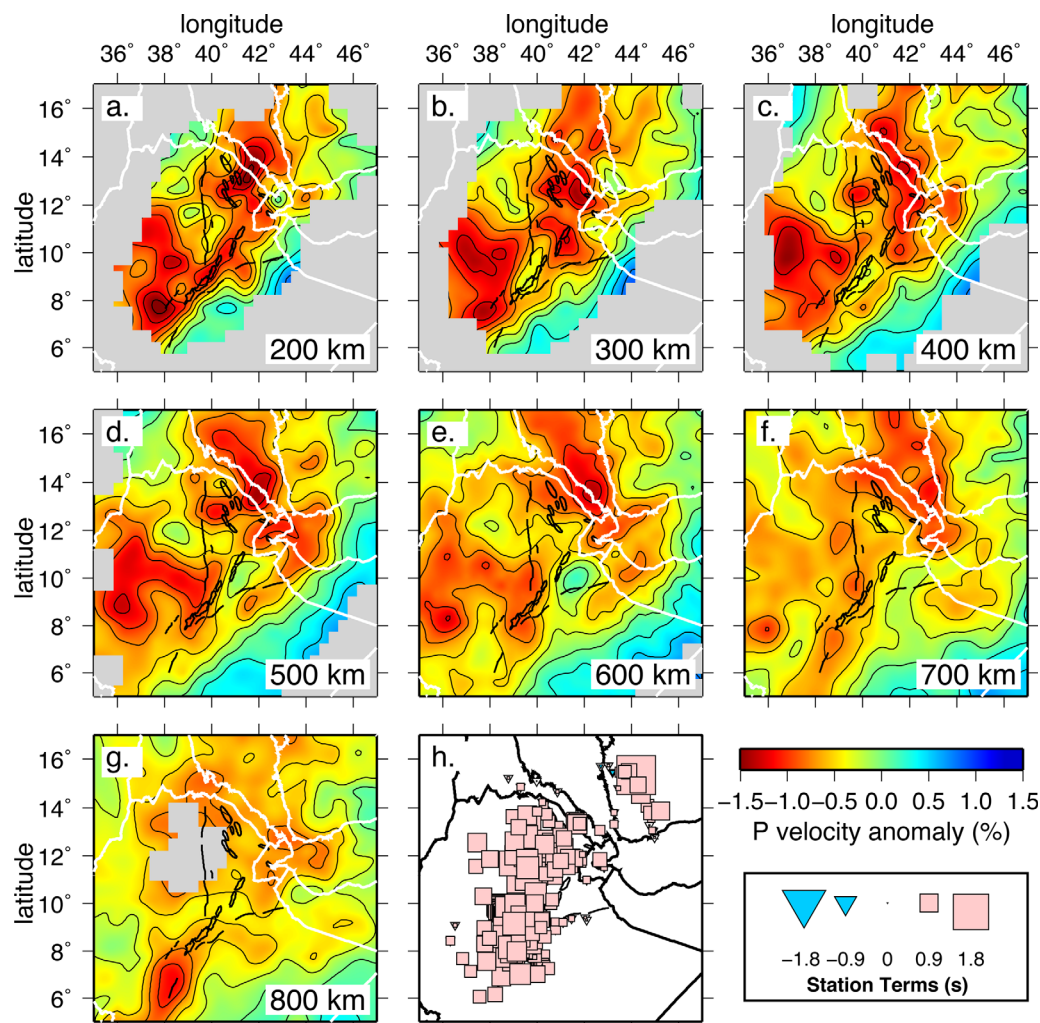 longitude longitude longitude
36° 38° 40° 42° 44° 46° 36° 38° 40° 42° 44° 46° 36° 38° 40° 42° 44° 46°
latitude
16°
14°
12°
10°
8°
6°
a.
200 km
b.
300 km
c.
400 km
latitude
16°
14°
12°
10°
8°
6°
d.
500 km
e.
600 km
f.
700 km
latitude
16°
14°
12°
10°
8°
6°
g.
800 km
h.
−1.5 −1.0 −0.5 0.0 0.5 1.0 1.5
P velocity anomaly (%)
−1.8 −0.9 0 0.9 1.8
Station Terms (s)